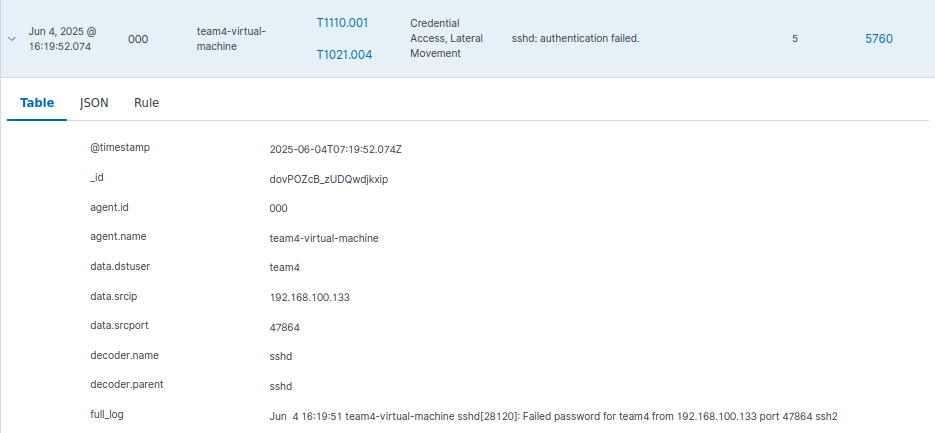 Jun 4, 2025 @ 16:19:52.074
000
team4-virtual-machine
T1110.001
T1021.004
Credential Access, Lateral Movement
sshd: authentication failed.
5
5760
Table JSON Rule
@timestamp 2025-06-04T07:19:52.074Z
_id dovPOZcB_zUDQwdjkxip
agent.id 000
agent.name team4-virtual-machine
data.dstuser team4
data.srcip 192.168.100.133
data.srcport 47864
decoder.name sshd
decoder.parent sshd
full_log Jun  4 16:19:51 team4-virtual-machine sshd[28120]: Failed password for team4 from 192.168.100.133 port 47864 ssh2